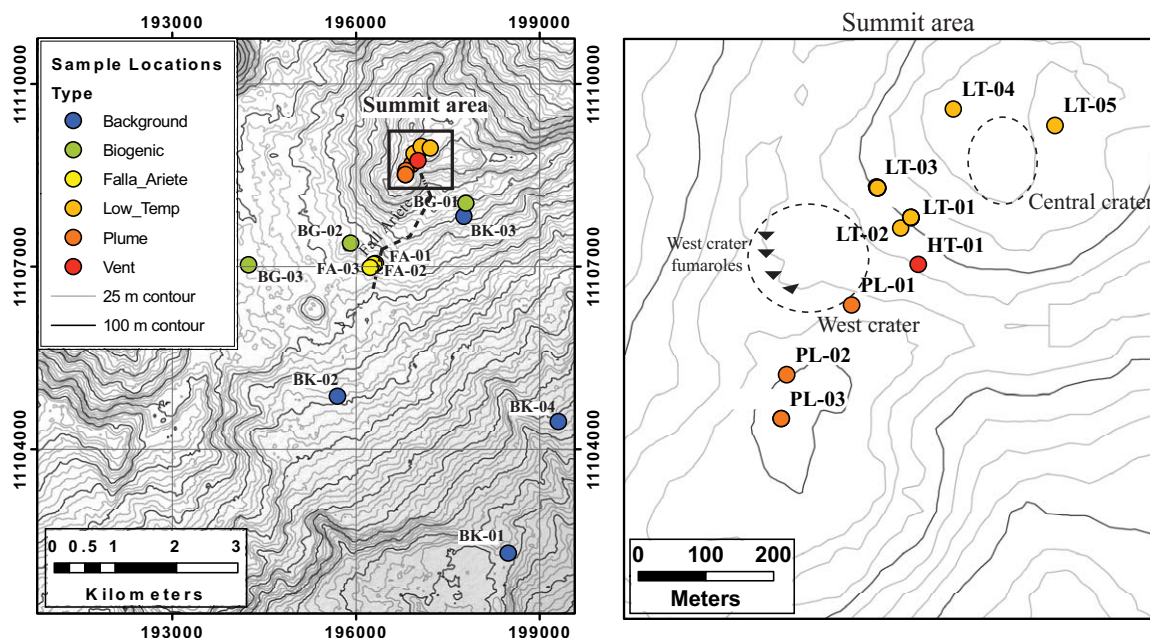 193000 196000 199000
Summit area
Sample Locations
Type
Background
Biogenic
Falla_Ariete
Low_Temp
Plume
Vent
25 m contour
100 m contour
Summit area
BG-01
BK-03
BG-02
BG-03
FA-01
FA-02
FA-03
BK-02
BK-04
BK-01
0 0.5 1 2 3
Kilometers
1110000
1107000
1104000
1110000
1107000
1104000
193000 196000 199000
LT-04
LT-05
LT-03
Central crater
LT-01
LT-02
HT-01
West crater
fumaroles
PL-01
West crater
PL-02
PL-03
0 100 200
Meters